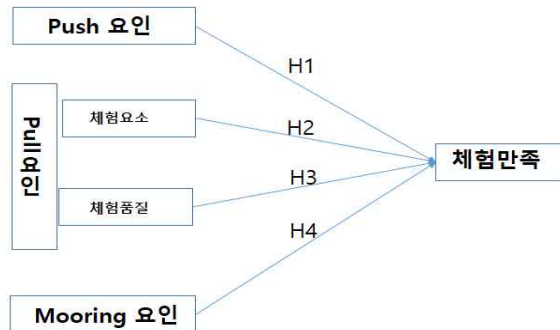 Push 요인
H1
Pull요인
체험요소
H2
체험만족
H3
체험품질
H4
Mooring 요인